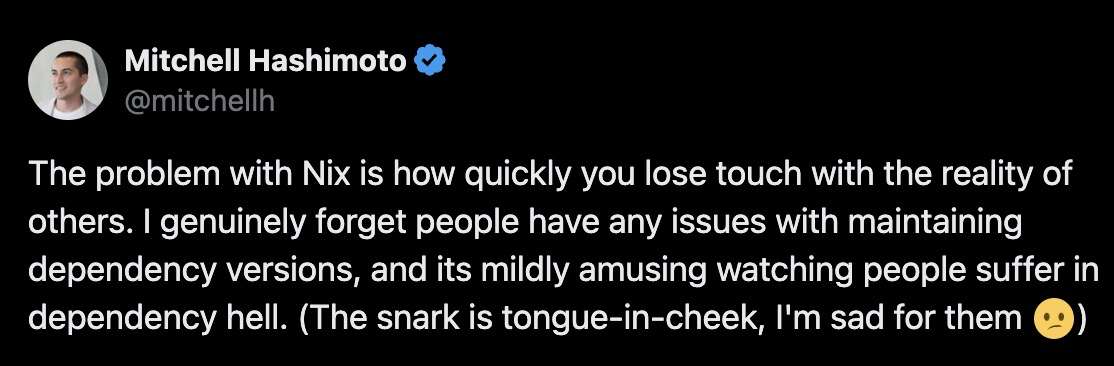 Mitchell Hashimoto
@mitchellh
The problem with Nix is how quickly you lose touch with the reality of
others. I genuinely forget people have any issues with maintaining
dependency versions, and its mildly amusing watching people suffer in
dependency hell. (The snark is tongue-in-cheek, I'm sad for them 😕)